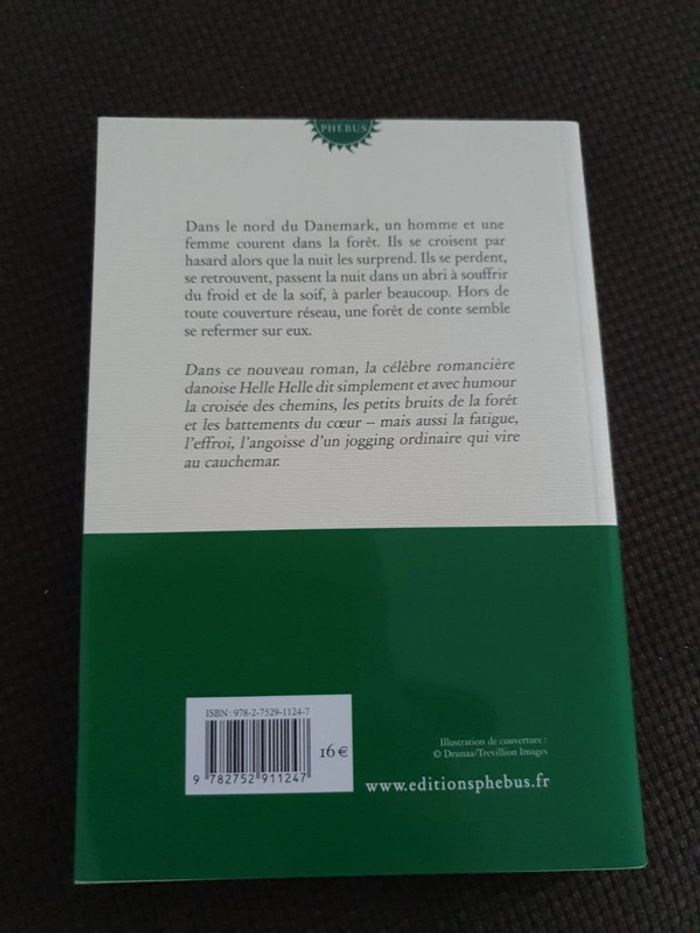 PHÉBUS
Dans le nord du Danemark, un homme et une
femme courent dans la forêt. Ils se croisent par
hasard alors que la nuit les surprend. Ils se perdent,
se retrouvent, passent la nuit dans un abri à souffrir
du froid et de la soif, à parler beaucoup. Hors de
toute couverture réseau, une forêt de conte semble
se refermer sur eux.
Dans ce nouveau roman, la célèbre romancière
danoise Helle Helle dit simplement et avec humour
la croisée des chemins, les petits bruits de la forêt
et les battements du cœur – mais aussi la fatigue,
l'effroi, l'angoisse d'un jogging ordinaire qui vire
au cauchemar.
ISBN : 978-2-7529-1124-7
16 €
9 782752 911247
Illustration de couverture :
© Drunaa/Trevillion Images
www.editionsphebus.fr